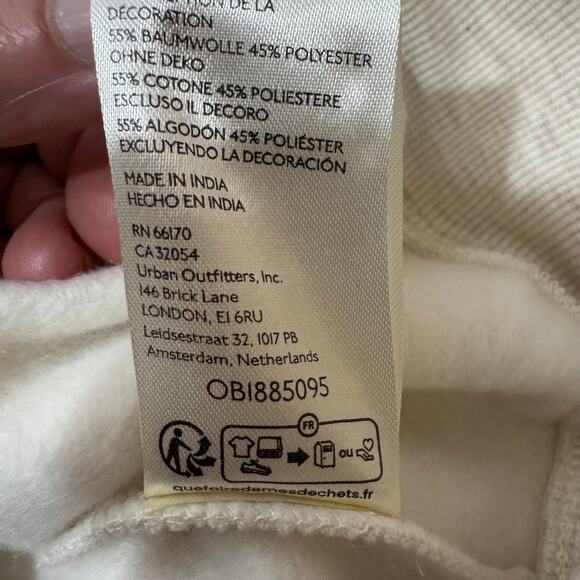 DE LA
DÉCORATION
55% BAUMWOLLE 45% POLYESTER
OHNE DEKO
55% COTONE 45% POLIESTERE
ESCLUSO IL DECORO
55% ALGODÓN 45% POLIÉSTER
EXCLUYENDO LA DECORACIÓN
MADE IN INDIA
HECHO EN INDIA
RN 66170
CA 32054
Urban Outfitters, Inc.
146 Brick Lane
LONDON, E1 6RU
Leidsestraat 32, 1017 PB
Amsterdam, Netherlands
OB1885095
FR
ou
quefairedemesdechets.fr